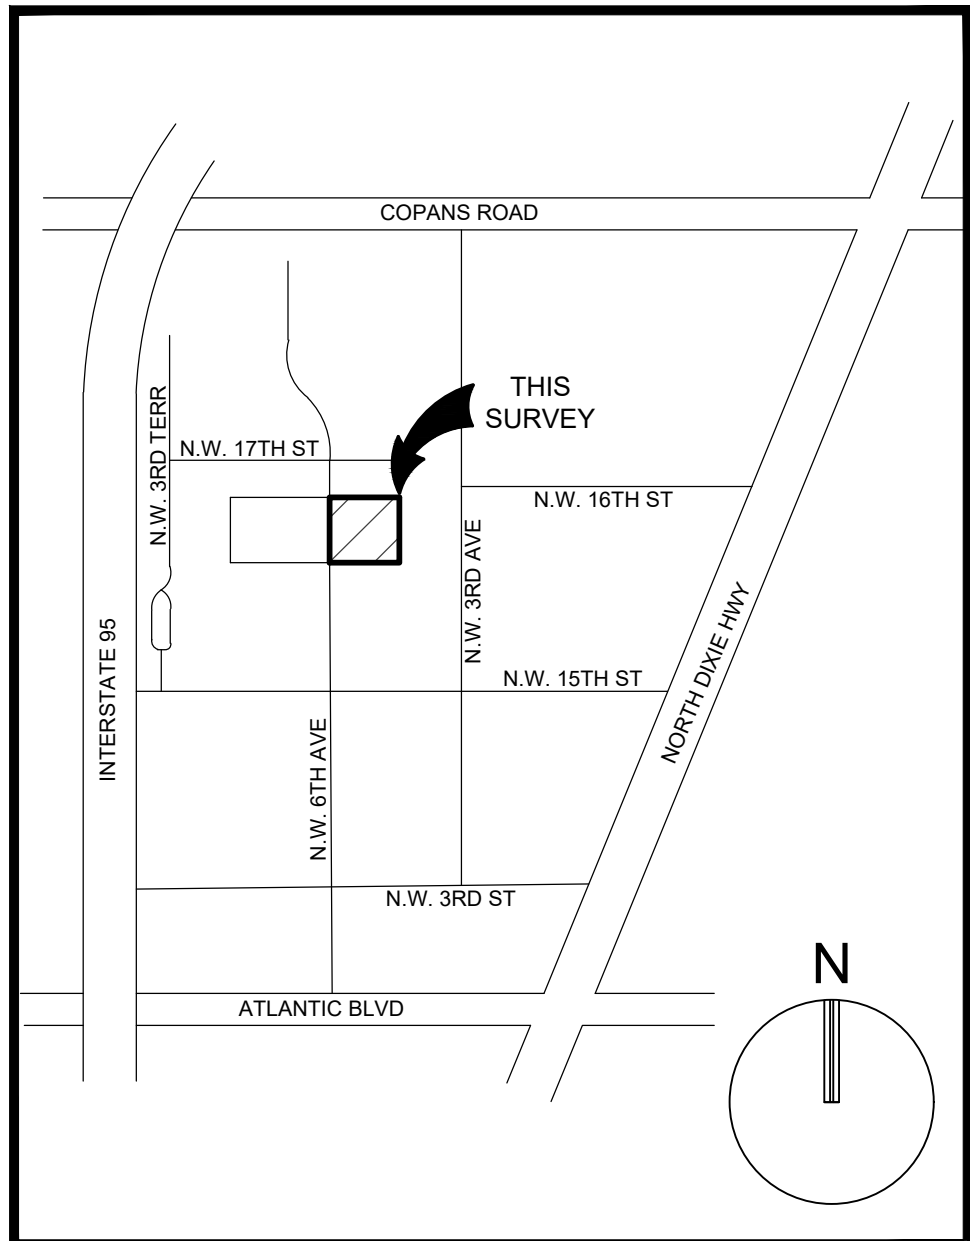 COPANS ROAD
THIS
SURVEY
N.W. 3RD TERR
N.W. 17TH ST
N.W. 16TH ST
N.W. 3RD AVE
INTERSTATE 95
NORTH DIXIE HWY
N.W. 15TH ST
N.W. 6TH AVE
N.W. 3RD ST
N
ATLANTIC BLVD